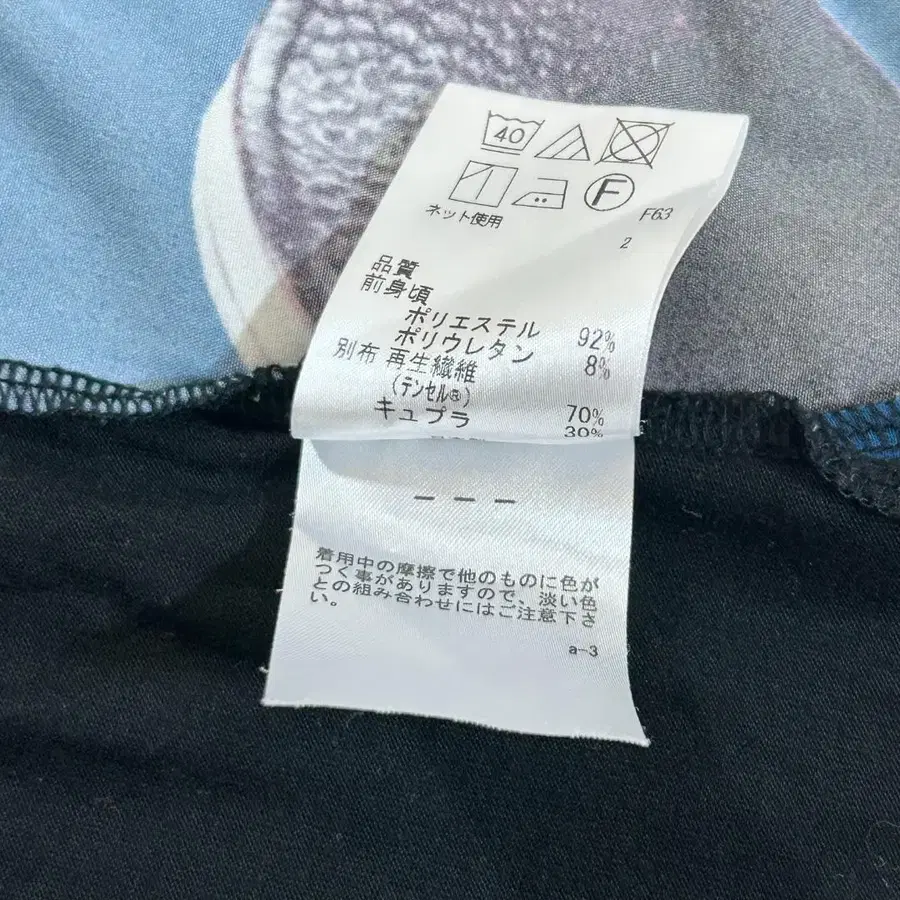 40
F
ネット使用
F63
2
品質
前身頃
ポリエステル 92%
ポリウレタン 8%
別布 再生繊維
(テンセル®) 70%
キュプラ 30%
– – –
着用中の摩擦で他のものに色が
つく事がありますので、淡い色
との組み合わせにはご注意下さ
い。
a-3